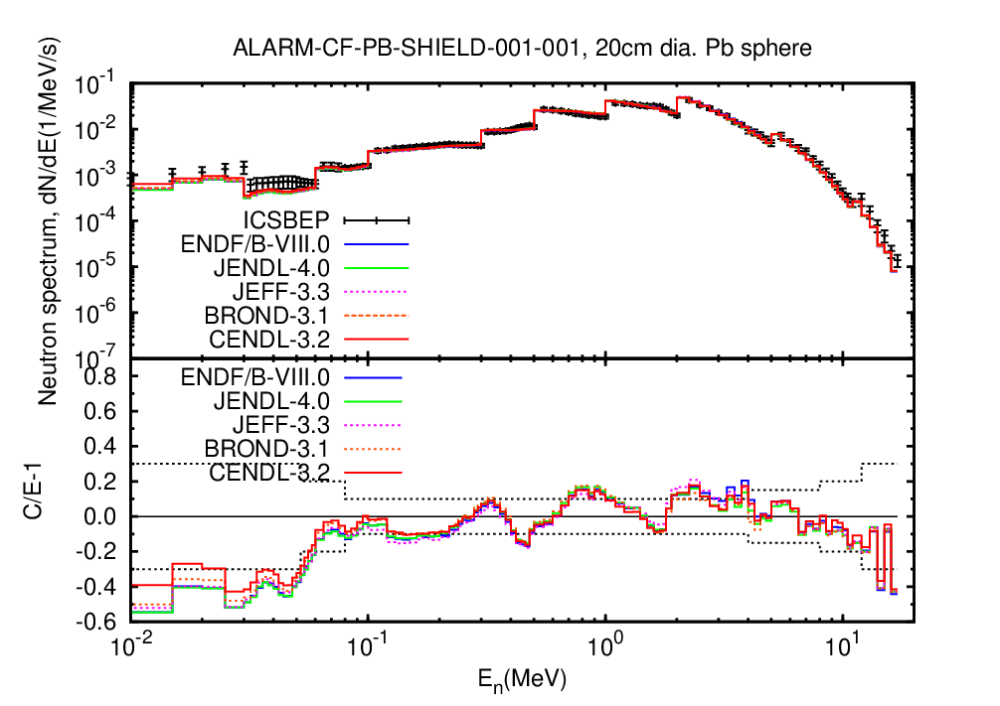 ALARM-CF-PB-SHIELD-001-001, 20cm dia. Pb sphere
Neutron spectrum, dN/dE(1/MeV/s)
10^-1
10^-2
10^-3
10^-4
10^-5
10^-6
10^-7
ICSBEP
ENDF/B-VIII.0
JENDL-4.0
JEFF-3.3
BROND-3.1
CENDL-3.2
C/E-1
0.8
0.6
0.4
0.2
0.0
-0.2
-0.4
-0.6
ENDF/B-VIII.0
JENDL-4.0
JEFF-3.3
BROND-3.1
CENDL-3.2
10^-2 10^-1 10^0 10^1
E_n(MeV)